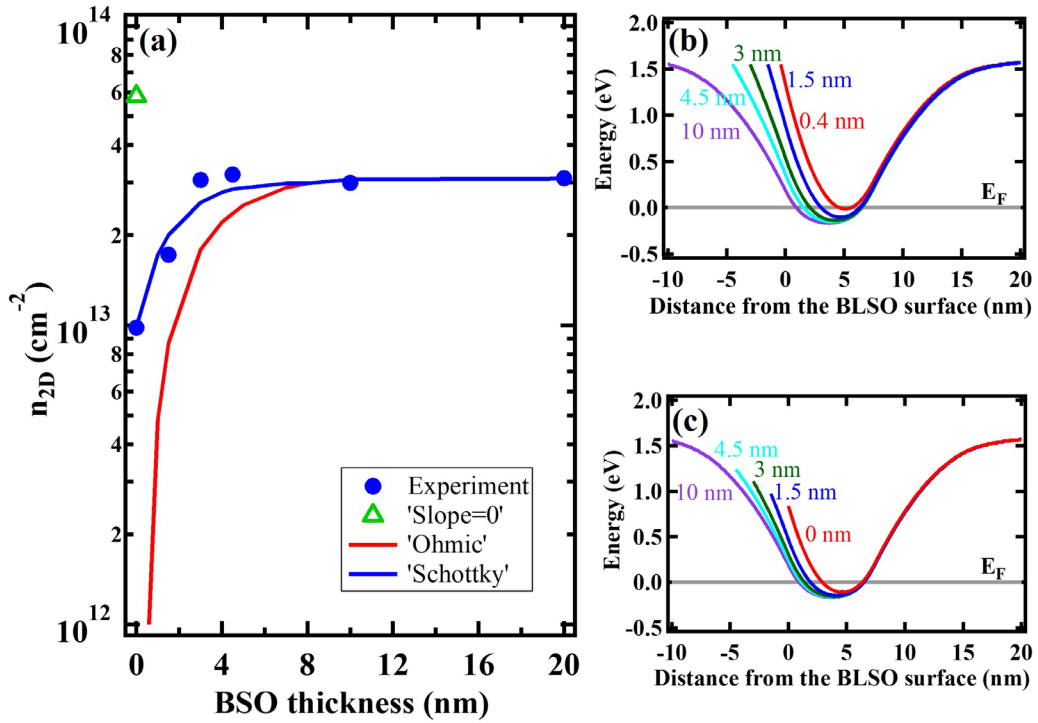 (a)
10^14
8
6
4
2
10^13
8
6
4
2
10^12
n2D (cm^-2)
0 4 8 12 16 20
BSO thickness (nm)
Experiment
'Slope=0'
'Ohmic'
'Schottky'
(b)
2.0
1.5
1.0
0.5
0.0
-0.5
Energy (eV)
3 nm
1.5 nm
4.5 nm
0.4 nm
10 nm
EF
-10 -5 0 5 10 15 20
Distance from the BLSO surface (nm)
(c)
2.0
1.5
1.0
0.5
0.0
-0.5
Energy (eV)
4.5 nm
3 nm
10 nm
1.5 nm
0 nm
EF
-10 -5 0 5 10 15 20
Distance from the BLSO surface (nm)